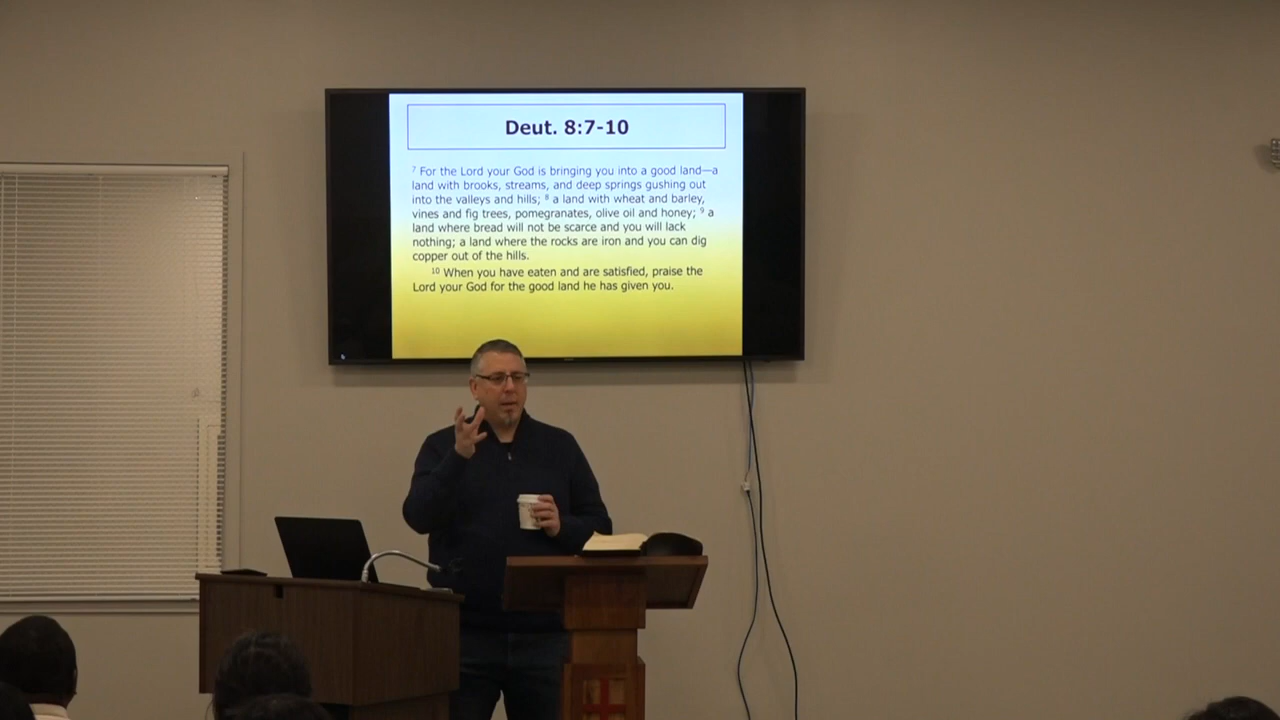 Deut. 8:7-10
⁷ For the Lord your God is bringing you into a good land—a
land with brooks, streams, and deep springs gushing out
into the valleys and hills; ⁸ a land with wheat and barley,
vines and fig trees, pomegranates, olive oil and honey; ⁹ a
land where bread will not be scarce and you will lack
nothing; a land where the rocks are iron and you can dig
copper out of the hills.
¹⁰ When you have eaten and are satisfied, praise the
Lord your God for the good land he has given you.